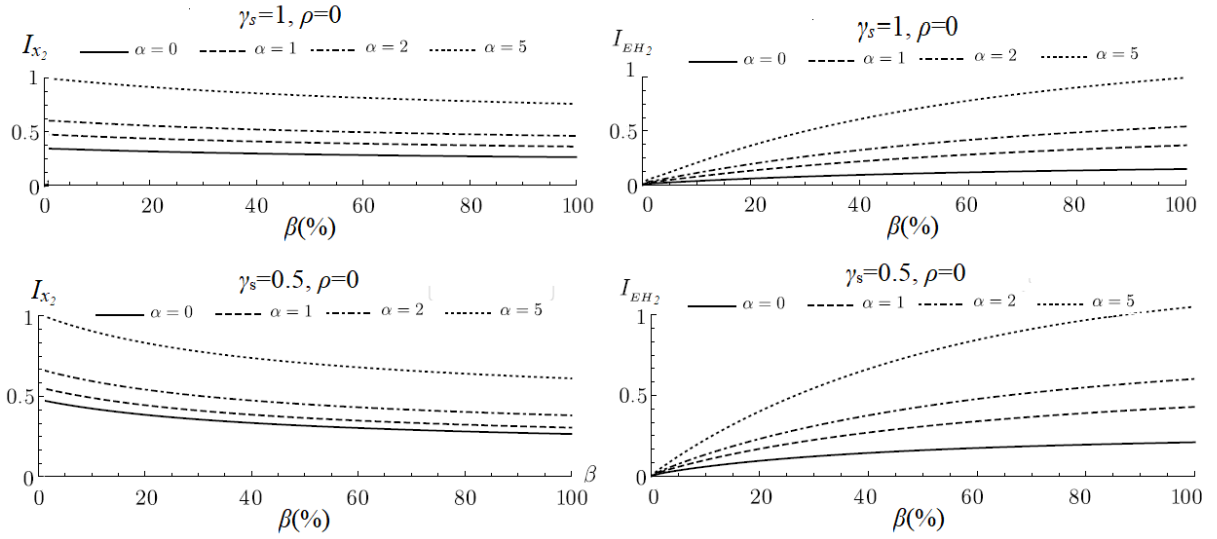 γs=1, ρ=0
Ix2
α = 0 α = 1 α = 2 α = 5
1
0.5
0
0 20 40 60 80 100
β(%)
γs=1, ρ=0
IEH2
α = 0 α = 1 α = 2 α = 5
1
0.5
0
0 20 40 60 80 100
β(%)
γs=0.5, ρ=0
Ix2
α = 0 α = 1 α = 2 α = 5
1
0.5
0
0 20 40 60 80 100 β
β(%)
γs=0.5, ρ=0
IEH2
α = 0 α = 1 α = 2 α = 5
1
0.5
0
0 20 40 60 80 100
β(%)